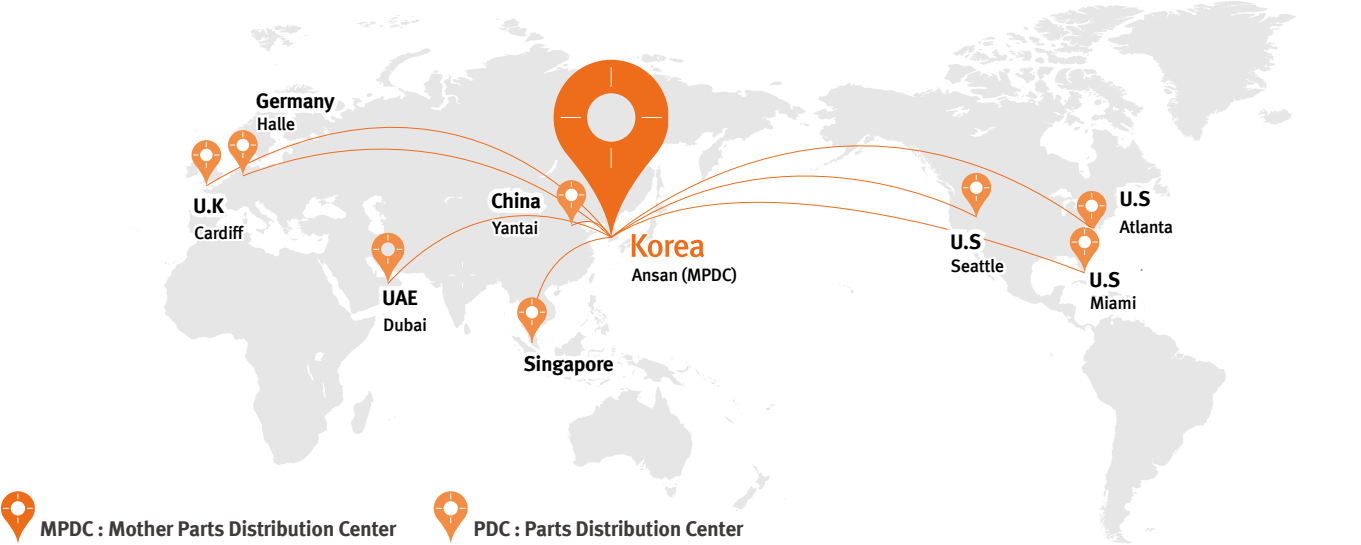 Germany
Halle
U.K
Cardiff
China
Yantai
UAE
Dubai
Singapore
Korea
Ansan (MPDC)
U.S
Seattle
U.S
Atlanta
U.S
Miami
MPDC : Mother Parts Distribution Center
PDC : Parts Distribution Center